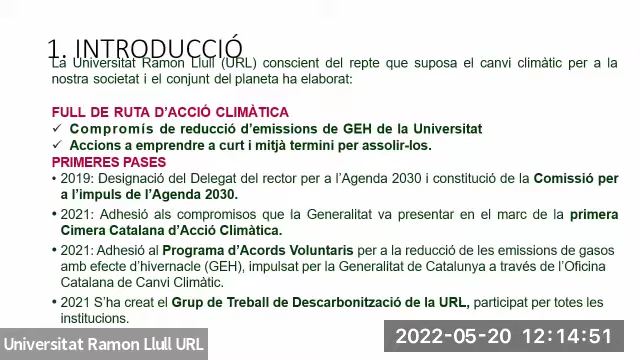 1. INTRODUCCIÓ
La Universitat Ramon Llull (URL) conscient del repte que suposa el canvi climàtic per a la
nostra societat i el conjunt del planeta ha elaborat:
FULL DE RUTA D'ACCIÓ CLIMÀTICA
✓ Compromís de reducció d'emissions de GEH de la Universitat
✓ Accions a emprendre a curt i mitjà termini per assolir-los.
PRIMERES PASES
• 2019: Designació del Delegat del rector per a l'Agenda 2030 i constitució de la Comissió per
a l'impuls de l'Agenda 2030.
• 2021: Adhesió als compromisos que la Generalitat va presentar en el marc de la primera
Cimera Catalana d'Acció Climàtica.
• 2021: Adhesió al Programa d'Acords Voluntaris per a la reducció de les emissions de gasos
amb efecte d'hivernacle (GEH), impulsat per la Generalitat de Catalunya a través de l'Oficina
Catalana de Canvi Climàtic.
• 2021 S'ha creat el Grup de Treball de Descarbonització de la URL, participat per totes les
institucions.
Universitat Ramon Llull URL
2022-05-20 12:14:51